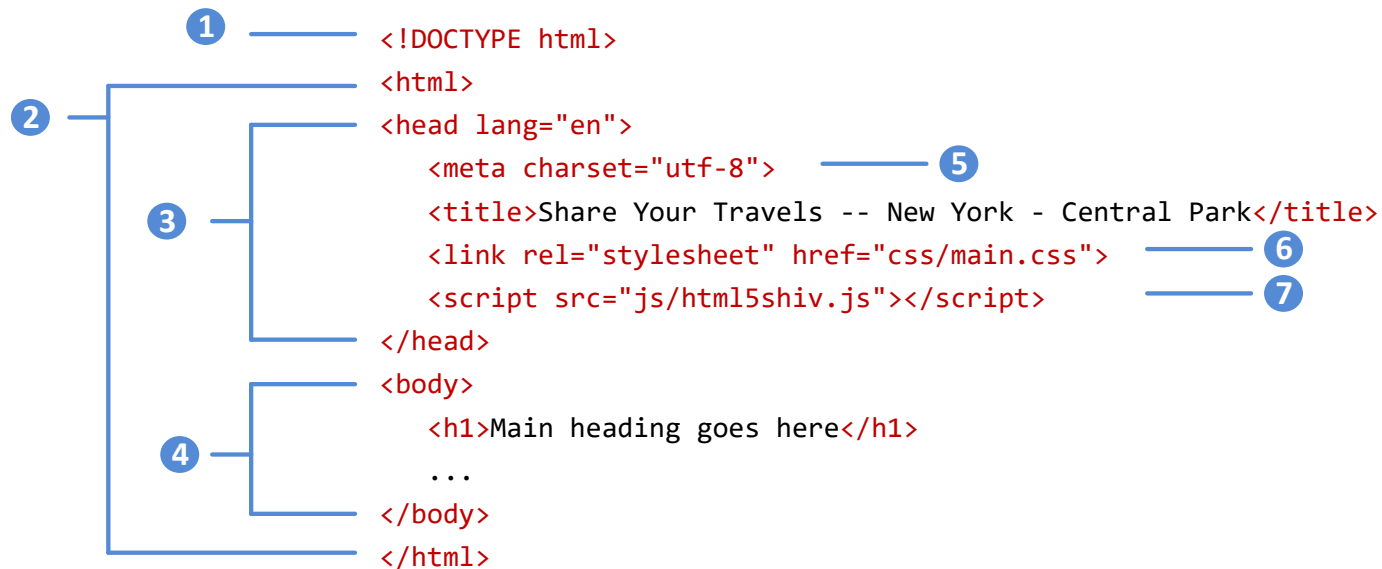 1 <!DOCTYPE html>
<html>
2 <head lang="en">
<meta charset="utf-8"> 5
3 <title>Share Your Travels -- New York - Central Park</title>
<link rel="stylesheet" href="css/main.css"> 6
<script src="js/html5shiv.js"></script> 7
</head>
<body>
<h1>Main heading goes here</h1>
4 ...
</body>
</html>